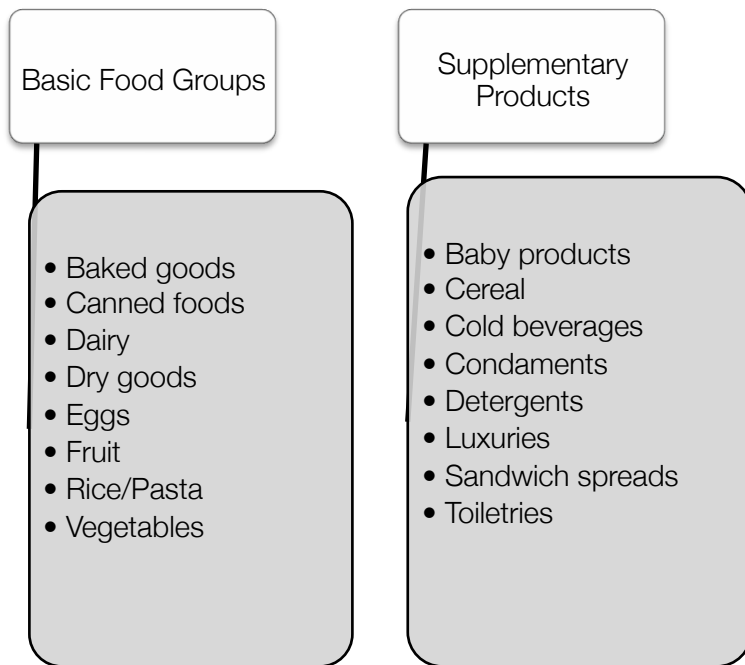 Basic Food Groups
• Baked goods
• Canned foods
• Dairy
• Dry goods
• Eggs
• Fruit
• Rice/Pasta
• Vegetables
Supplementary
Products
• Baby products
• Cereal
• Cold beverages
• Condaments
• Detergents
• Luxuries
• Sandwich spreads
• Toiletries